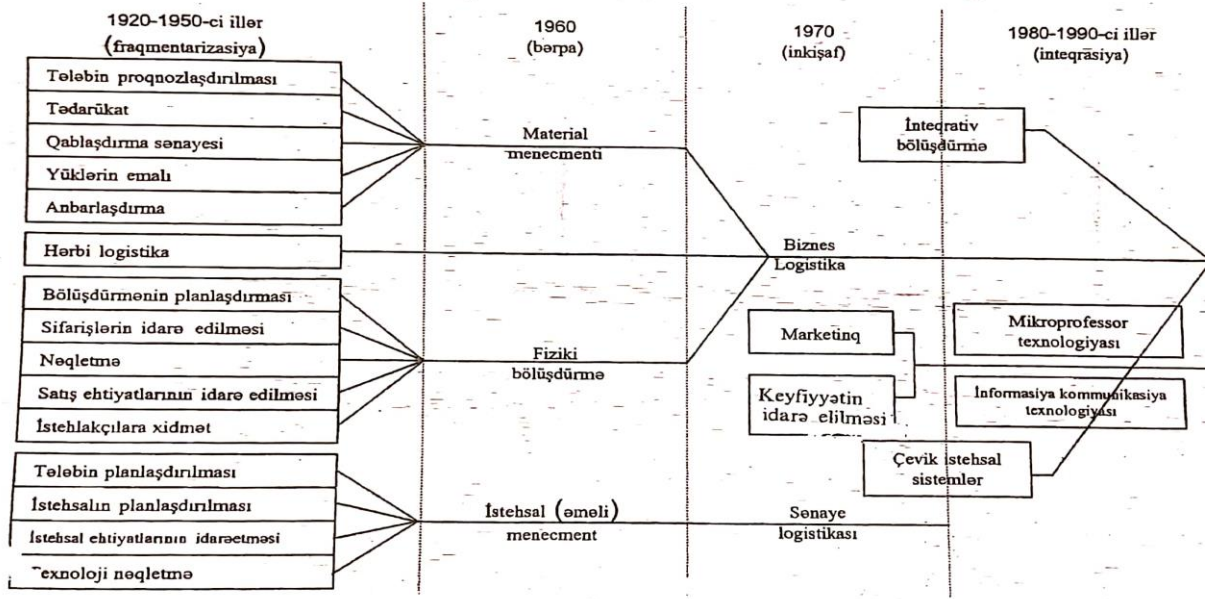 1920-1950-ci illər
(fraqmentarizasiya)
1960
(bərpa)
1970
(inkişaf)
1980-1990-ci illər
(inteqrasiya)
Tələbin proqnozlaşdırılması
Tədarükat
Qablaşdırma sənayesi
Yüklərin emalı
Anbarlaşdırma
Material
menecmenti
İnteqrativ
bölüşdürmə
Hərbi logistika
Biznes
Logistika
Bölüşdürmənin planlaşdırması
Sifarişlərin idarə edilməsi
Nəqletmə
Satış ehtiyatlarının idarə edilməsi
İstehlakçılara xidmət
Fiziki
bölüşdürmə
Marketinq
Keyfiyyətin
idarə elilməsi
Mikroprofessor
texnologiyası
İnformasiya kommunikasiya
texnologiyası
Çevik istehsal
sistemlər
Tələbin planlaşdırılması
İstehsalın planlaşdırılması
İstehsal ehtiyatlarının idarəetməsi
Texnoloji nəqletmə
İstehsal (əməli)
menecment
Sənaye
logistikası